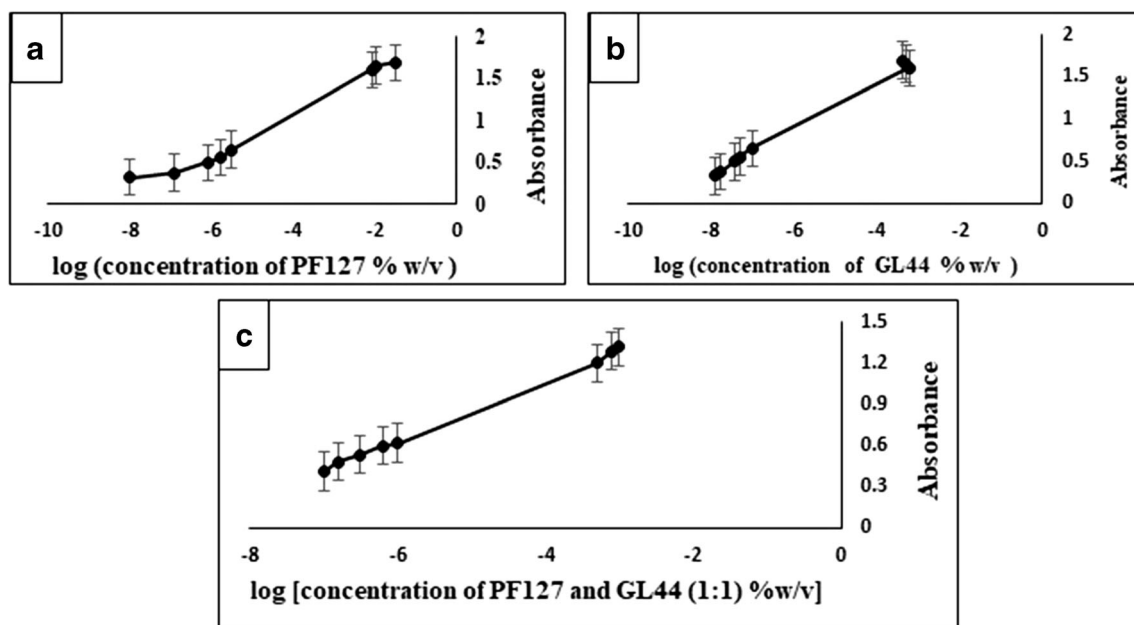 a
2
1.5
1
0.5
0
Absorbance
-10 -8 -6 -4 -2 0
log (concentration of PF127 % w/v )
b
2
1.5
1
0.5
0
Absorbance
-10 -8 -6 -4 -2 0
log (concentration of GL44 % w/v )
c
1.5
1.2
0.9
0.6
0.3
0
Absorbance
-8 -6 -4 -2 0
log [concentration of PF127 and GL44 (1:1) %w/v]